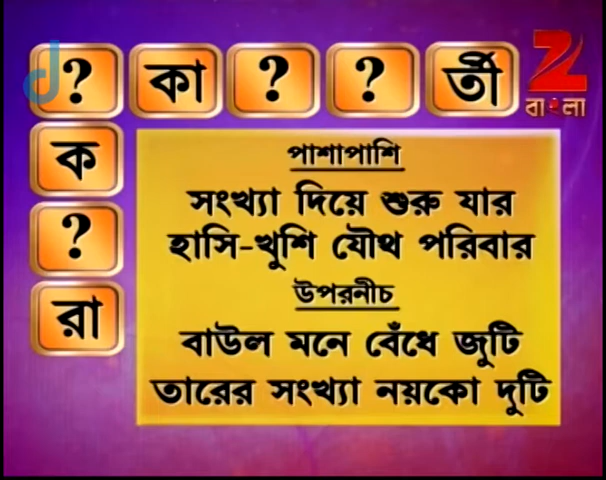 ? কা ? ? র্তী
Z
বাংলা
ক
?
রা
পাশাপাশি
সংখ্যা দিয়ে শুরু যার
হাসি-খুশি যৌথ পরিবার
উপরনীচ
বাউল মনে বেঁধে জুটি
তারের সংখ্যা নয়কো দুটি